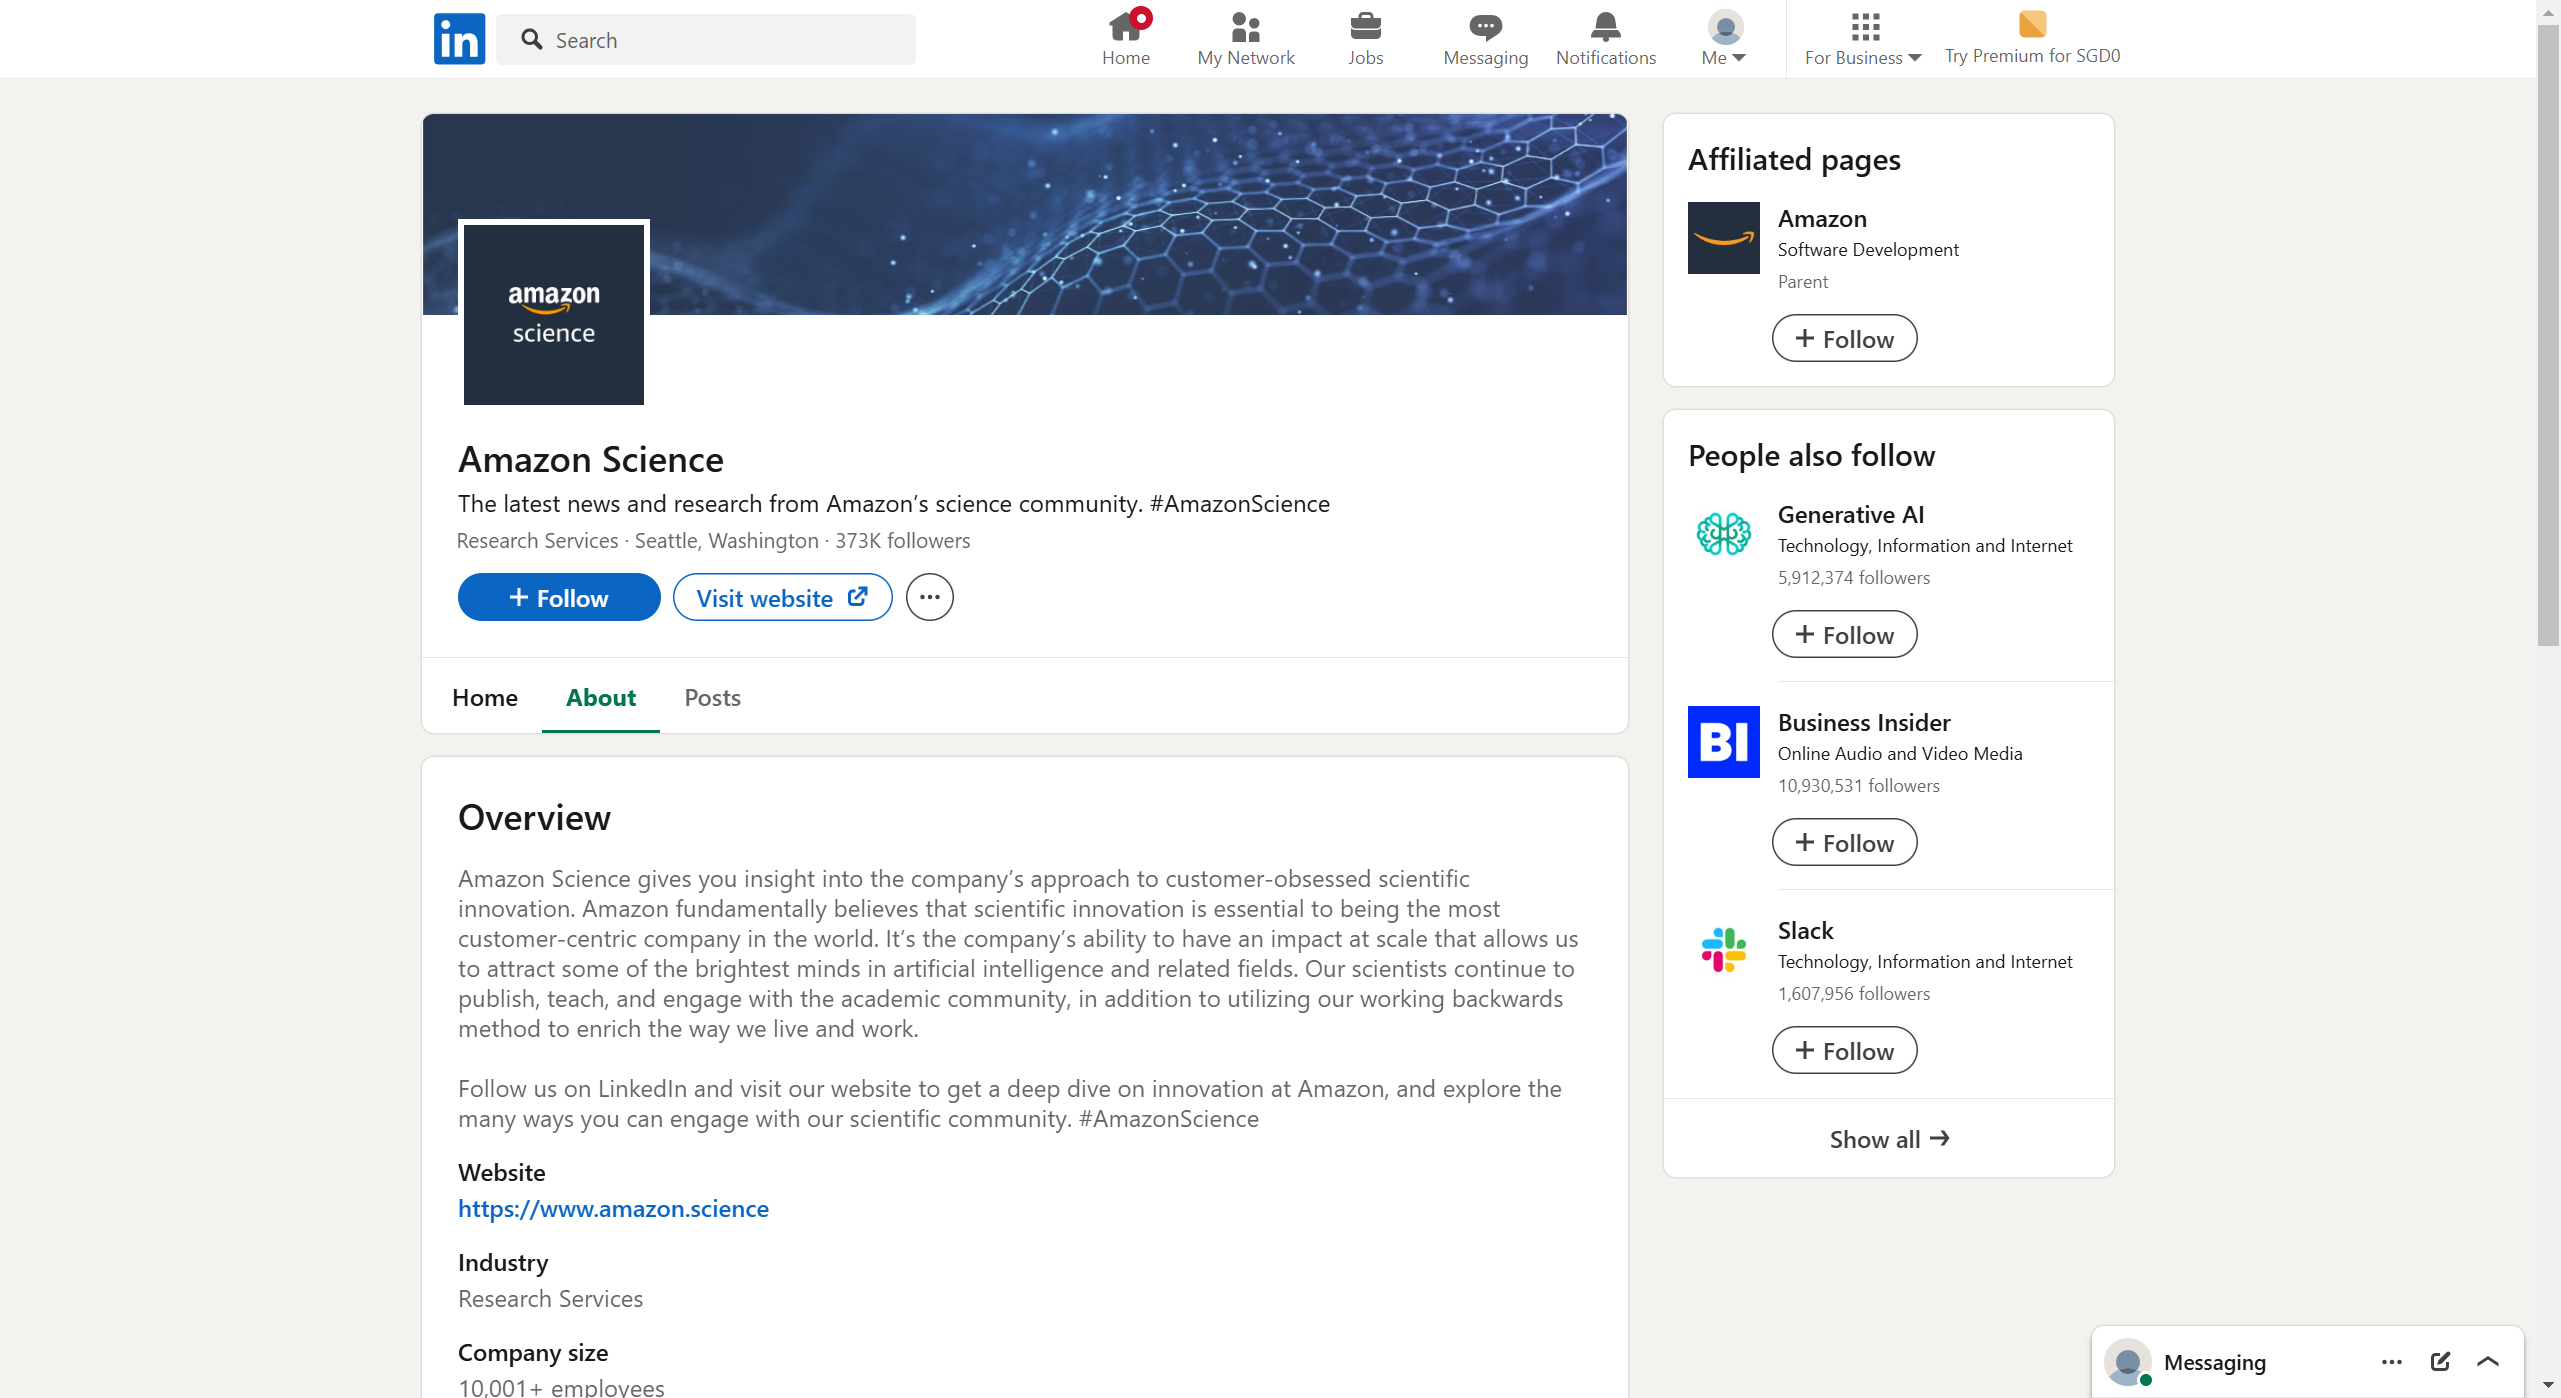 in
Search
Home
My Network
Jobs
Messaging
Notifications
Me
For Business
Try Premium for SGD0
amazon
science
Amazon Science
The latest news and research from Amazon’s science community. #AmazonScience
Research Services · Seattle, Washington · 373K followers
+ Follow
Visit website
Home
About
Posts
Overview
Amazon Science gives you insight into the company’s approach to customer-obsessed scientific
innovation. Amazon fundamentally believes that scientific innovation is essential to being the most
customer-centric company in the world. It’s the company’s ability to have an impact at scale that allows us
to attract some of the brightest minds in artificial intelligence and related fields. Our scientists continue to
publish, teach, and engage with the academic community, in addition to utilizing our working backwards
method to enrich the way we live and work.
Follow us on LinkedIn and visit our website to get a deep dive on innovation at Amazon, and explore the
many ways you can engage with our scientific community. #AmazonScience
Website
https://www.amazon.science
Industry
Research Services
Company size
10,001+ employees
Affiliated pages
Amazon
Software Development
Parent
+ Follow
People also follow
Generative AI
Technology, Information and Internet
5,912,374 followers
+ Follow
BI
Business Insider
Online Audio and Video Media
10,930,531 followers
+ Follow
Slack
Technology, Information and Internet
1,607,956 followers
+ Follow
Show all →
Messaging